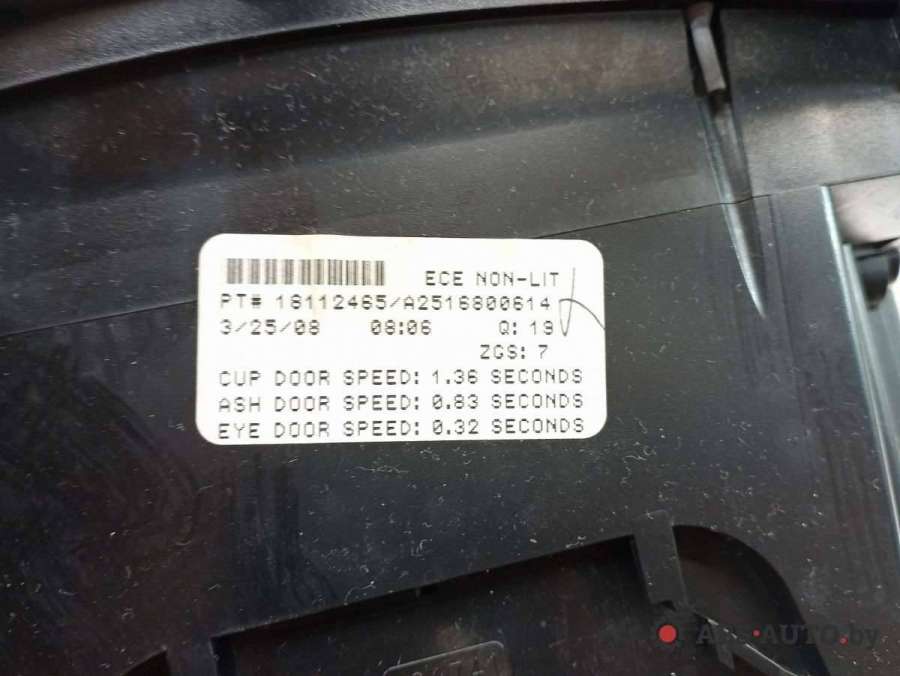 ECE NON-LIT
PT# 18112465/A2516800614
3/25/08 08:06 Q: 19
ZGS: 7
CUP DOOR SPEED: 1.36 SECONDS
ASH DOOR SPEED: 0.83 SECONDS
EYE DOOR SPEED: 0.32 SECONDS